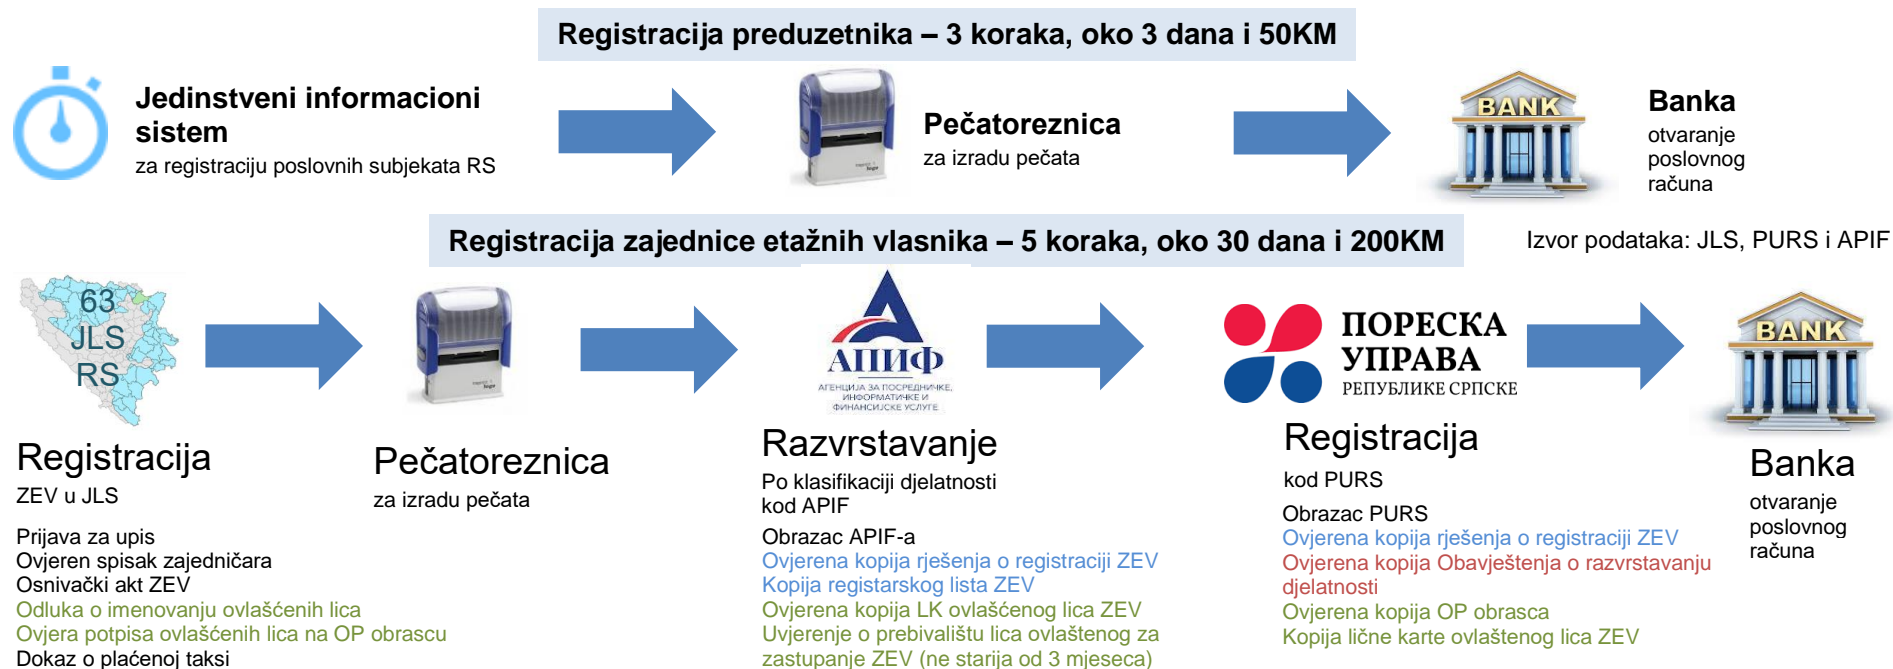 Registracija preduzetnika – 3 koraka, oko 3 dana i 50KM
Jedinstveni informacioni
sistem
za registraciju poslovnih subjekata RS
Pečatoreznica
za izradu pečata
BANK
Banka
otvaranje
poslovnog
računa
Registracija zajednice etažnih vlasnika – 5 koraka, oko 30 dana i 200KM
Izvor podataka: JLS, PURS i APIF
63
JLS
RS
АПИФ
АГЕНЦИЈА ЗА ПОСРЕДНИЧКЕ,
ИНФОРМАТИЧКЕ И
ФИНАНСИЈСКЕ УСЛУГЕ
ПОРЕСКА
УПРАВА
РЕПУБЛИКЕ СРПСКЕ
BANK
Registracija
ZEV u JLS
Prijava za upis
Ovjeren spisak zajedničara
Osnivački akt ZEV
Odluka o imenovanju ovlašćenih lica
Ovjera potpisa ovlašćenih lica na OP obrascu
Dokaz o plaćenoj taksi
Pečatoreznica
za izradu pečata
Razvrstavanje
Po klasifikaciji djelatnosti
kod APIF
Obrazac APIF-a
Ovjerena kopija rješenja o registraciji ZEV
Kopija registarskog lista ZEV
Ovjerena kopija LK ovlašćenog lica ZEV
Uvjerenje o prebivalištu lica ovlaštenog za
zastupanje ZEV (ne starija od 3 mjeseca)
Registracija
kod PURS
Obrazac PURS
Ovjerena kopija rješenja o registraciji ZEV
Ovjerena kopija Obavještenja o razvrstavanju
djelatnosti
Ovjerena kopija OP obrasca
Kopija lične karte ovlaštenog lica ZEV
Banka
otvaranje
poslovnog
računa